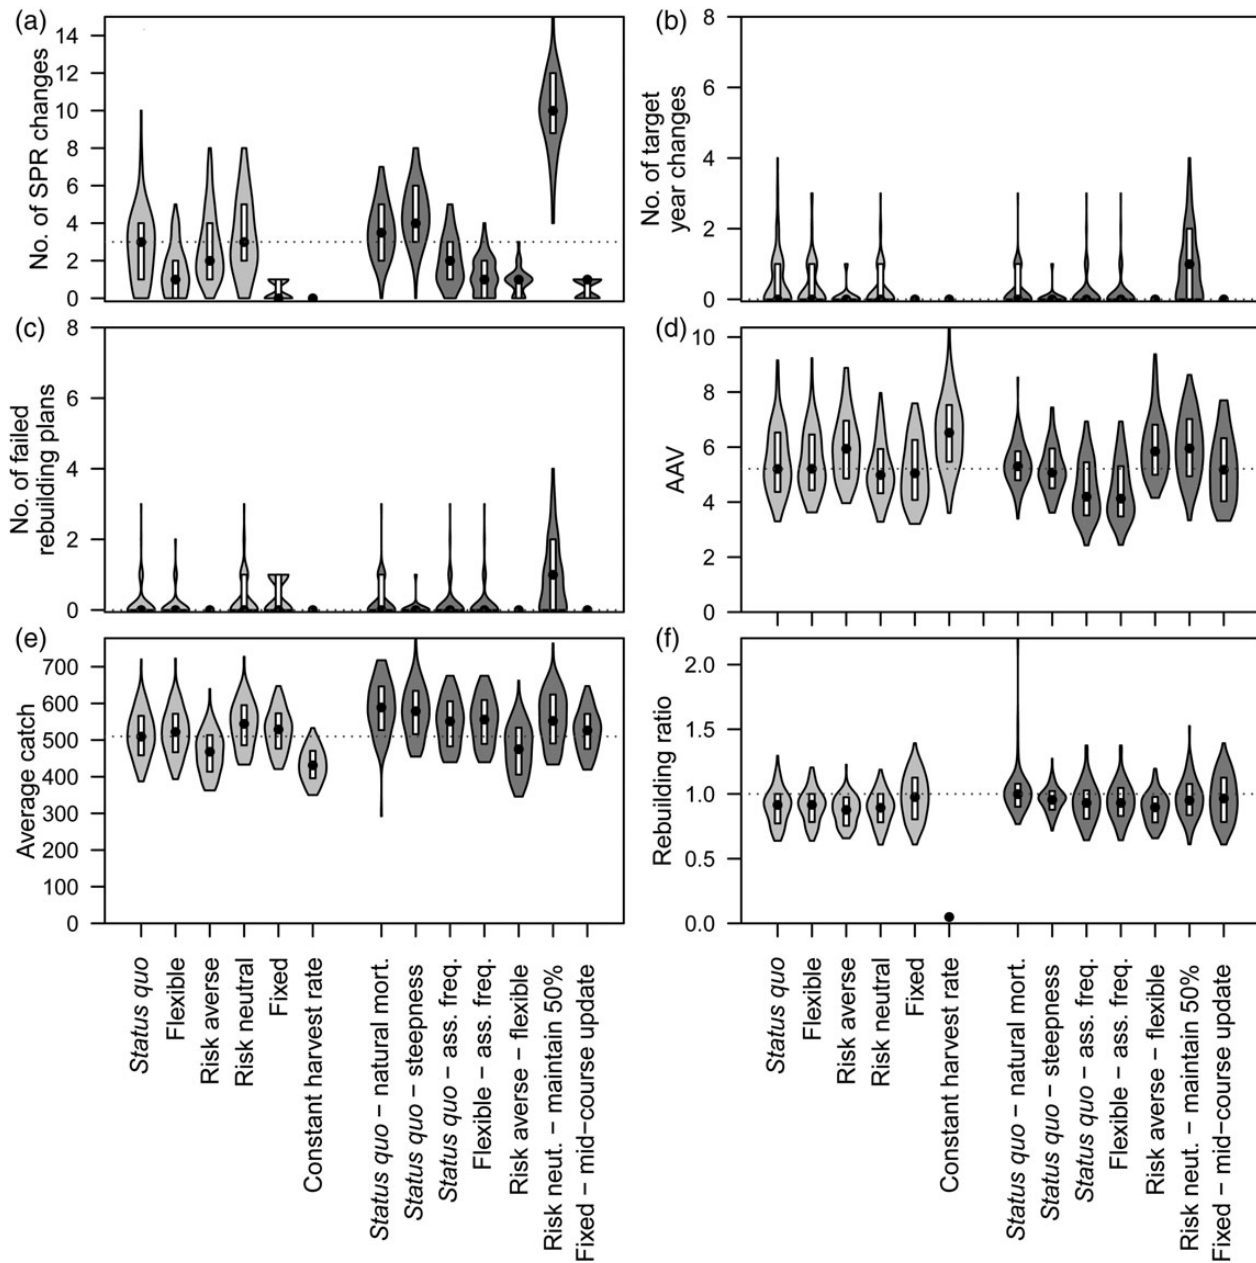 (a)
No. of SPR changes
14
12
10
8
6
4
2
0
(b)
No. of target
year changes
8
6
4
2
0
(c)
No. of failed
rebuilding plans
8
6
4
2
0
(d)
AAV
10
8
6
4
2
0
(e)
Average catch
700
600
500
400
300
200
100
0
(f)
Rebuilding ratio
2.0
1.5
1.0
0.5
0.0
Status quo
Flexible
Risk averse
Risk neutral
Fixed
Constant harvest rate
Status quo − natural mort.
Status quo − steepness
Status quo − ass. freq.
Flexible − ass. freq.
Risk averse − flexible
Risk neut. − maintain 50%
Fixed − mid−course update
Status quo
Flexible
Risk averse
Risk neutral
Fixed
Constant harvest rate
Status quo − natural mort.
Status quo − steepness
Status quo − ass. freq.
Flexible − ass. freq.
Risk averse − flexible
Risk neut. − maintain 50%
Fixed − mid−course update